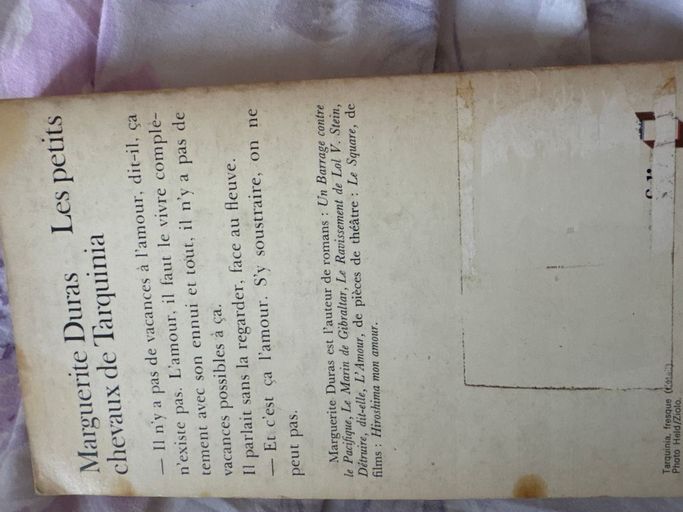 Marguerite Duras Les petits
chevaux de Tarquinia
— Il n'y a pas de vacances à l'amour, dit-il, ça
n'existe pas. L'amour, il faut le vivre complè-
tement avec son ennui et tout, il n'y a pas de
vacances possibles à ça.
Il parlait sans la regarder, face au fleuve.
— Et c'est ça l'amour. S'y soustraire, on ne
peut pas.
Marguerite Duras est l'auteur de romans : Un Barrage contre
le Pacifique, Le Marin de Gibraltar, Le Ravissement de Lol V. Stein,
Détruire, dit-elle, L'Amour, de pièces de théâtre : Le Square, de
films : Hiroshima mon amour.
Tarquinia, fresque
Photo Held/Ziolo.